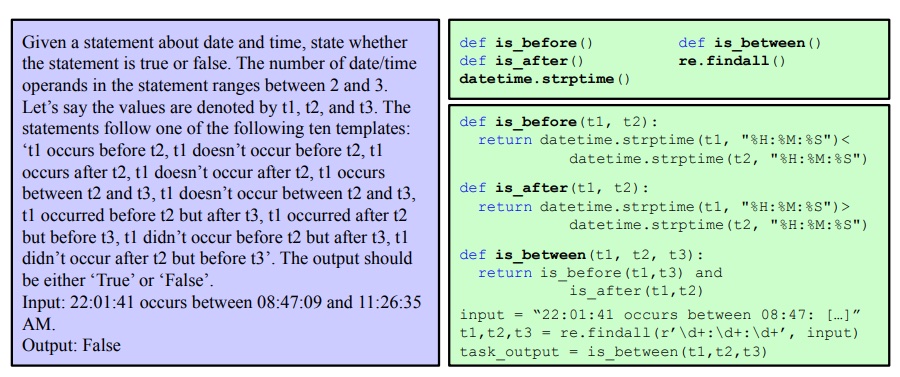 Given a statement about date and time, state whether
the statement is true or false. The number of date/time
operands in the statement ranges between 2 and 3.
Let’s say the values are denoted by t1, t2, and t3. The
statements follow one of the following ten templates:
‘t1 occurs before t2, t1 doesn’t occur before t2, t1
occurs after t2, t1 doesn’t occur after t2, t1 occurs
between t2 and t3, t1 doesn’t occur between t2 and t3,
t1 occurred before t2 but after t3, t1 occurred after t2
but before t3, t1 didn’t occur before t2 but after t3, t1
didn’t occur after t2 but before t3’. The output should
be either ‘True’ or ‘False’.
Input: 22:01:41 occurs between 08:47:09 and 11:26:35
AM.
Output: False
def is_before() def is_between()
def is_after() re.findall()
datetime.strptime()
def is_before(t1, t2):
return datetime.strptime(t1, "%H:%M:%S")<
datetime.strptime(t2, "%H:%M:%S")
def is_after(t1, t2):
return datetime.strptime(t1, "%H:%M:%S")>
datetime.strptime(t2, "%H:%M:%S")
def is_between(t1, t2, t3):
return is_before(t1,t3) and
is_after(t1,t2)
input = “22:01:41 occurs between 08:47: […]”
t1,t2,t3 = re.findall(r’\d+:\d+:\d+’, input)
task_output = is_between(t1,t2,t3)